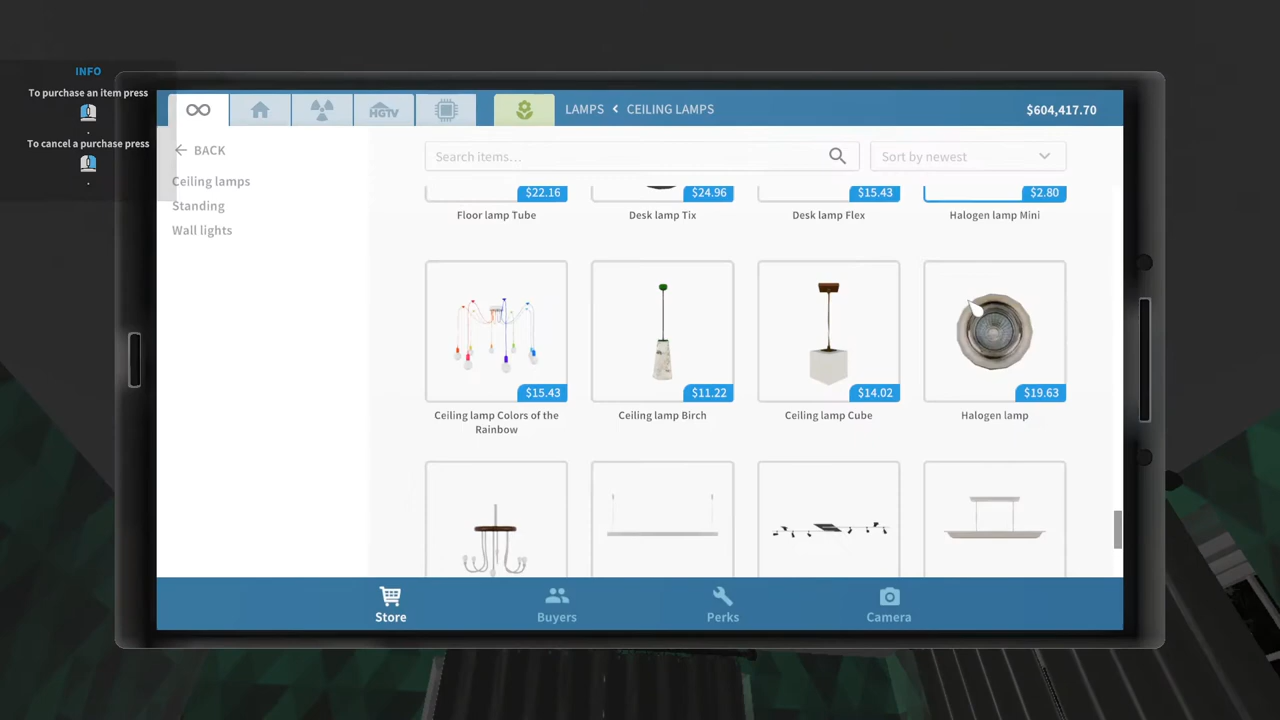 INFO
To purchase an item press
.
To cancel a purchase press
.
HGTV
LAMPS
CEILING LAMPS
$604,417.70
BACK
Ceiling lamps
Standing
Wall lights
Search items...
Sort by newest
$22.16
$24.96
$15.43
$2.80
Floor lamp Tube
Desk lamp Tix
Desk lamp Flex
Halogen lamp Mini
$15.43
$11.22
$14.02
$19.63
Ceiling lamp Colors of the
Rainbow
Ceiling lamp Birch
Ceiling lamp Cube
Halogen lamp
Store
Buyers
Perks
Camera